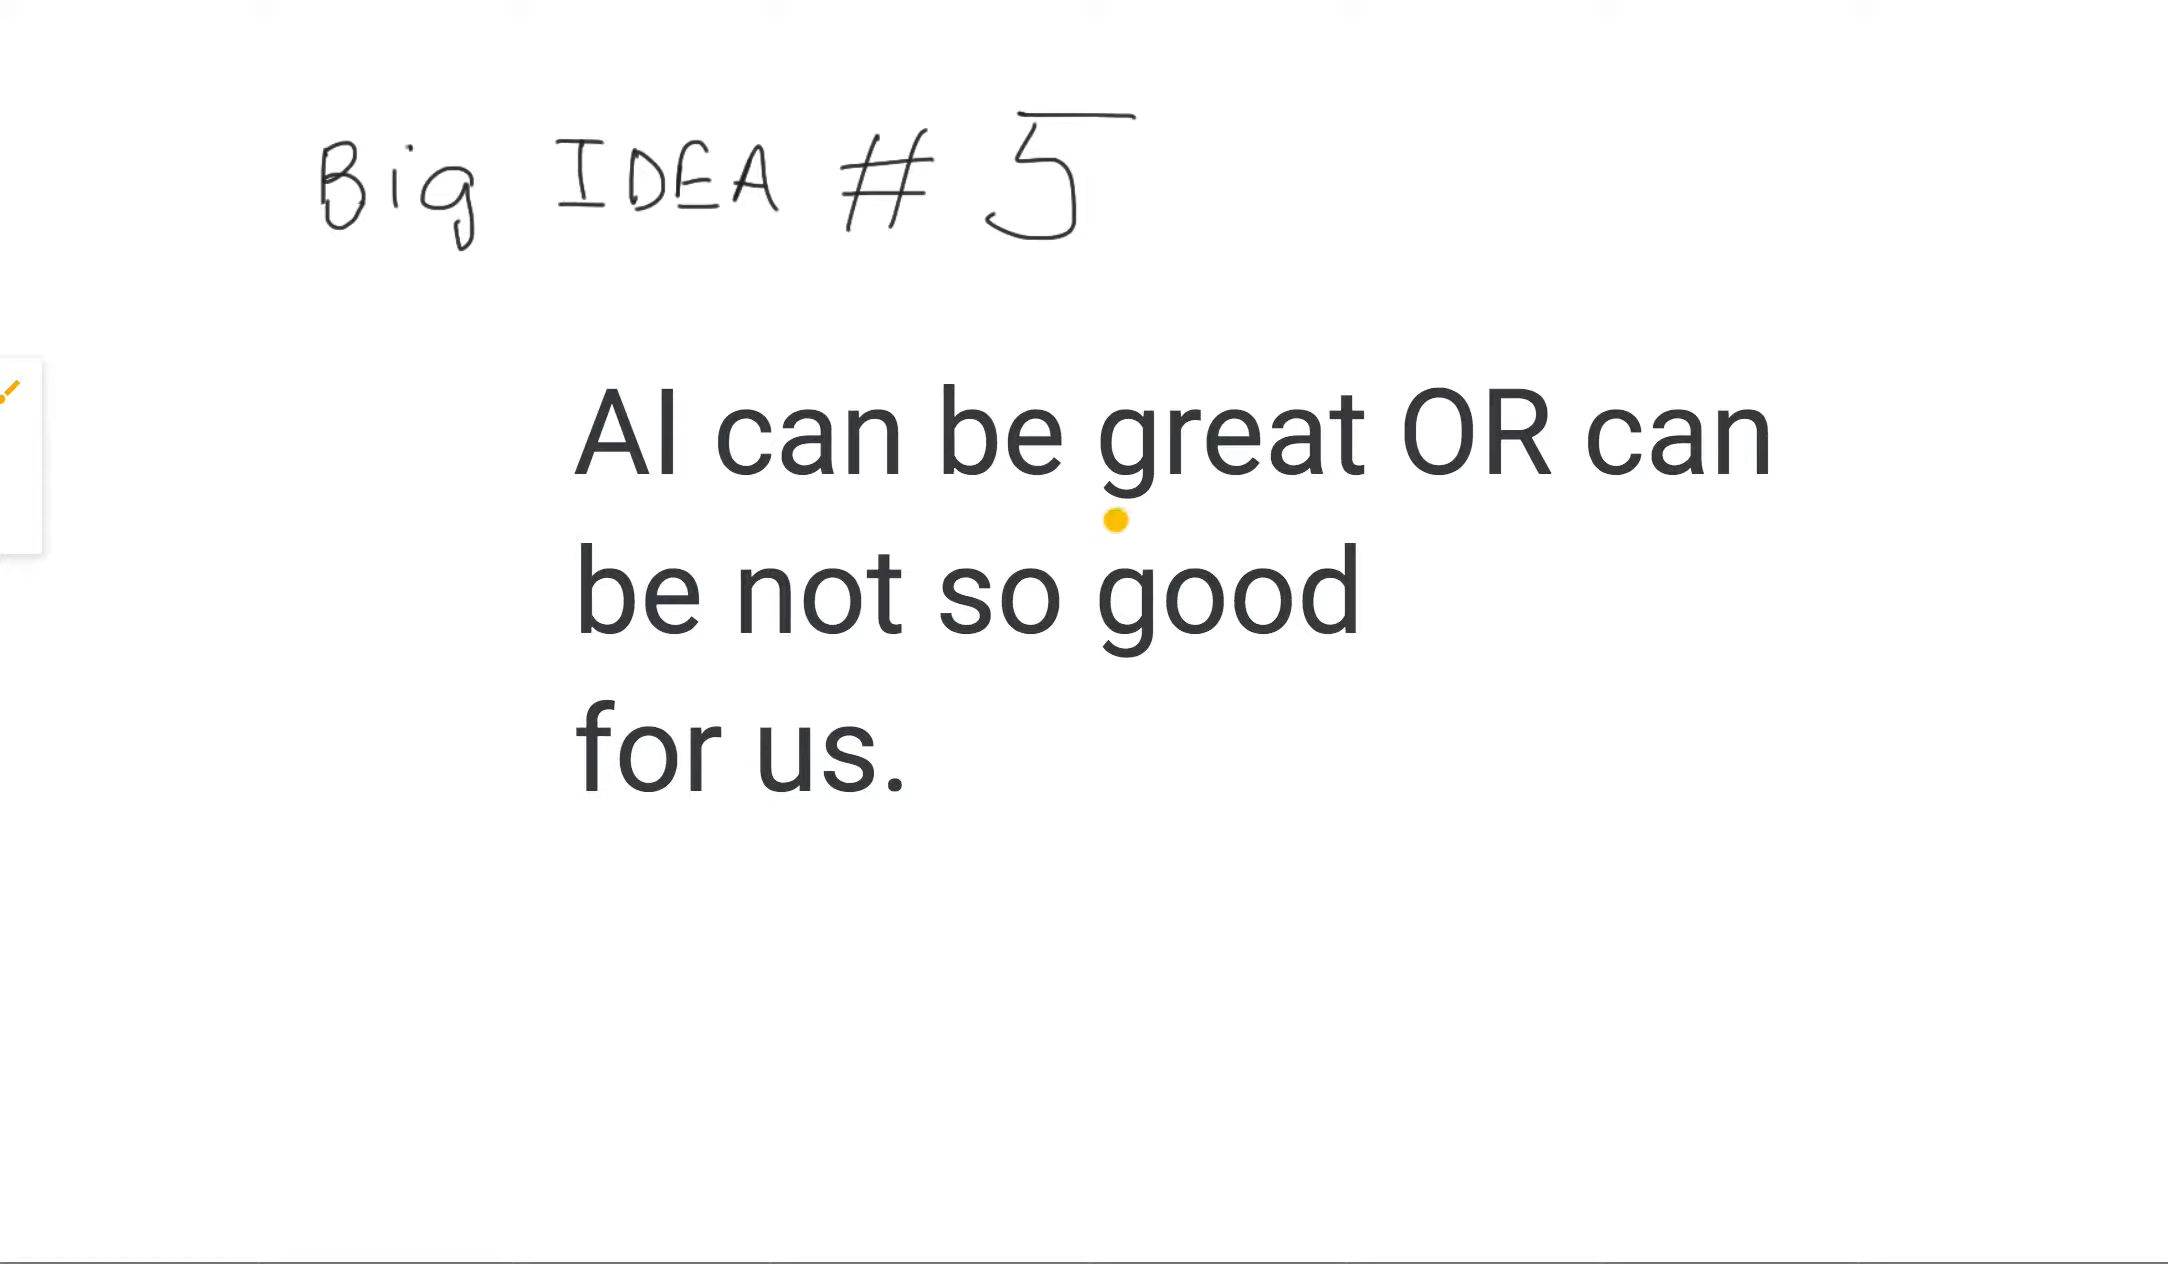 Big IDEA # 5
AI can be great OR can
be not so good
for us.